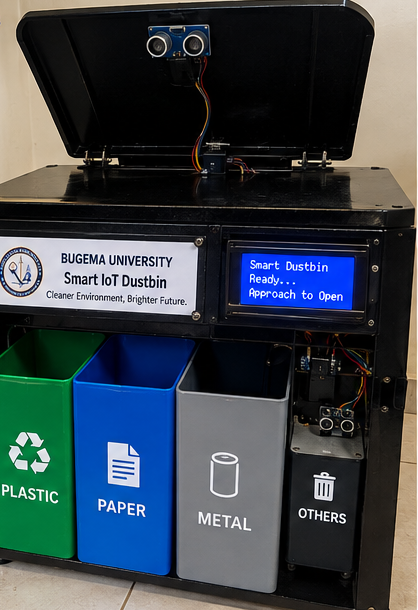 BUGEMA UNIVERSITY
Smart IoT Dustbin
Cleaner Environment, Brighter Future.
Smart Dustbin
Ready...
Approach to Open
PLASTIC
PAPER
METAL
OTHERS